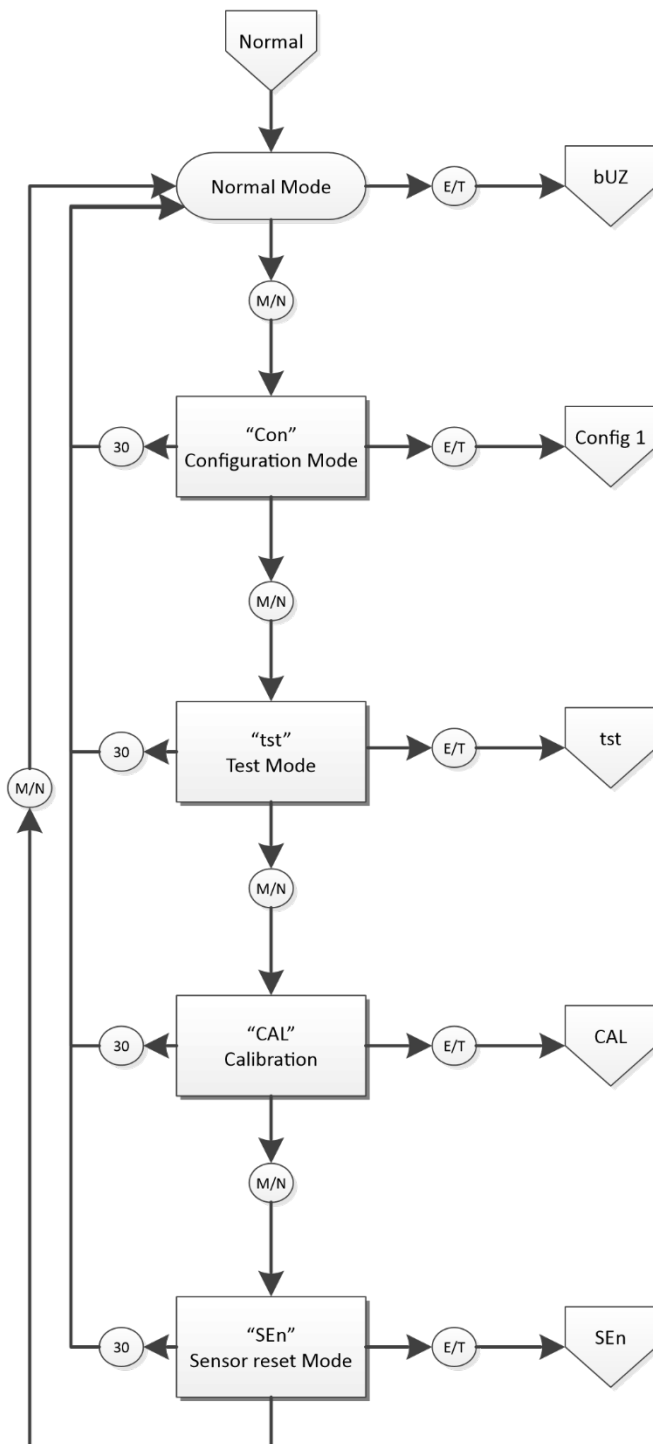 Normal
Normal Mode
E/T
bUZ
M/N
30
“Con”
Configuration Mode
E/T
Config 1
M/N
30
“tst”
Test Mode
E/T
tst
M/N
M/N
30
“CAL”
Calibration
E/T
CAL
M/N
30
“SEn”
Sensor reset Mode
E/T
SEn